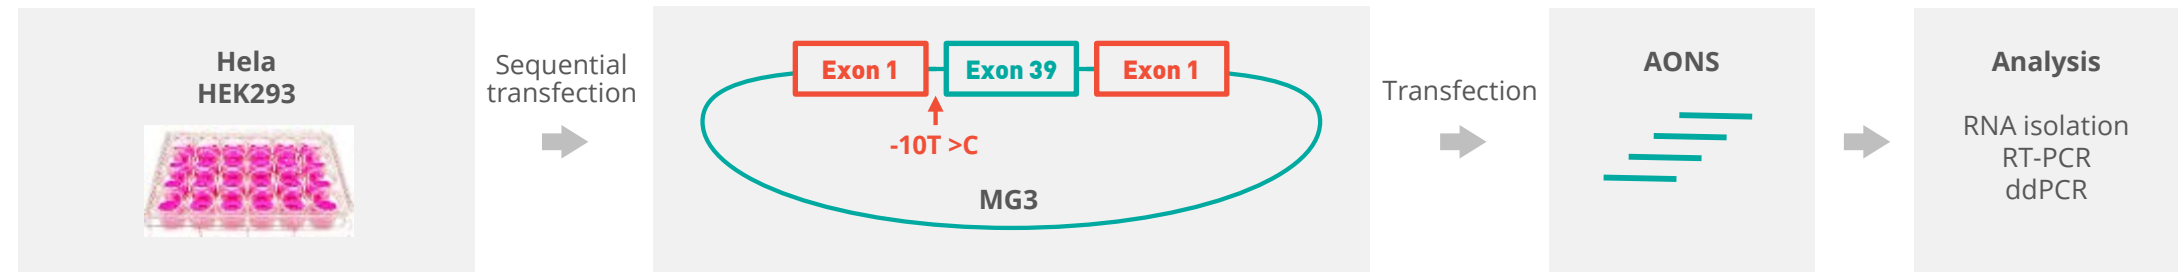 Hela
HEK293
Sequential
transfection
Exon 1
Exon 39
Exon 1
-10T >C
MG3
Transfection
AONS
Analysis
RNA isolation
RT-PCR
ddPCR